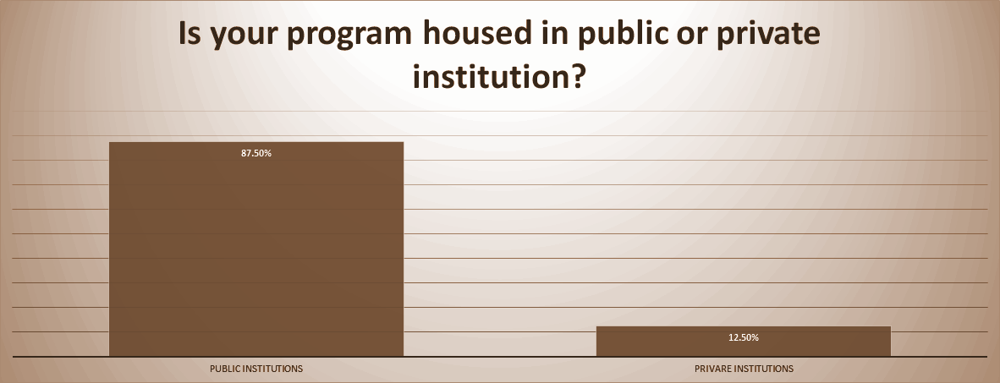 Is your program housed in public or private
institution?
87.50%
12.50%
PUBLIC INSTITUTIONS
PRIVARE INSTITUTIONS